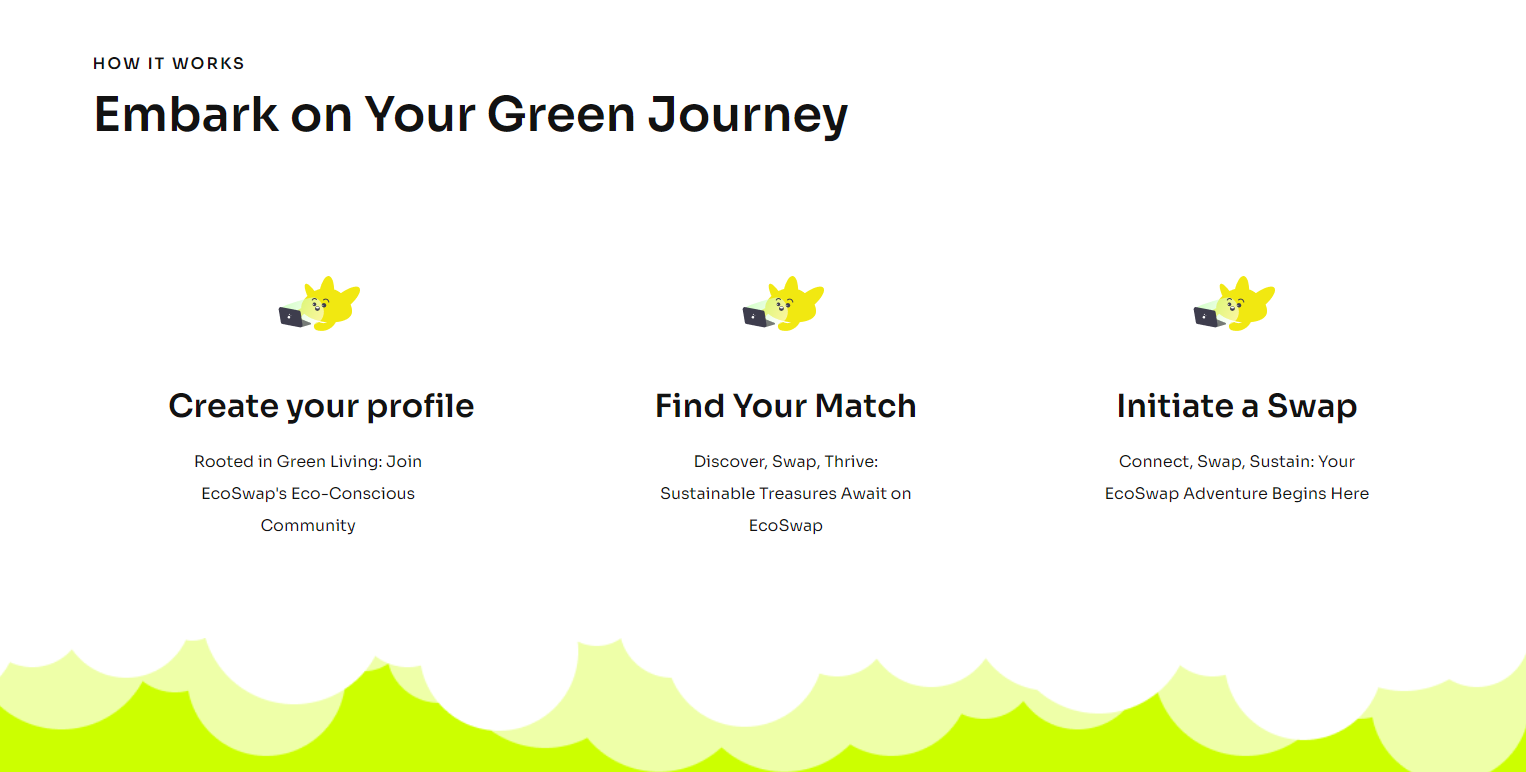 HOW IT WORKS
Embark on Your Green Journey
Create your profile
Rooted in Green Living: Join
EcoSwap's Eco-Conscious
Community
Find Your Match
Discover, Swap, Thrive:
Sustainable Treasures Await on
EcoSwap
Initiate a Swap
Connect, Swap, Sustain: Your
EcoSwap Adventure Begins Here